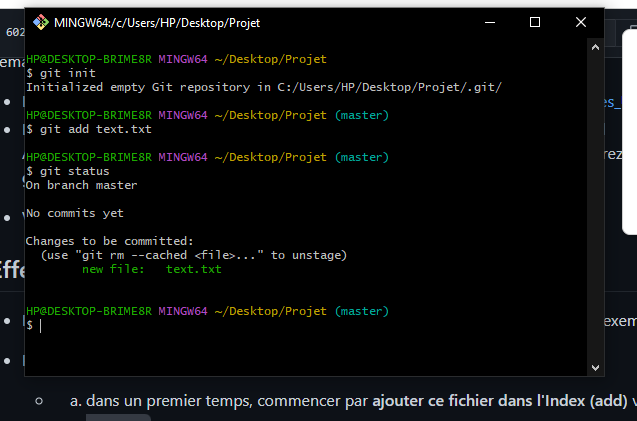 MINGW64:/c/Users/HP/Desktop/Projet
602
HP@DESKTOP-BRIME8R MINGW64 ~/Desktop/Projet
$ git init
Initialized empty Git repository in C:/Users/HP/Desktop/Projet/.git/
HP@DESKTOP-BRIME8R MINGW64 ~/Desktop/Projet (master)
$ git add text.txt
HP@DESKTOP-BRIME8R MINGW64 ~/Desktop/Projet (master)
$ git status
On branch master
No commits yet
Changes to be committed:
(use "git rm --cached <file>..." to unstage)
new file:   text.txt
HP@DESKTOP-BRIME8R MINGW64 ~/Desktop/Projet (master)
$
a. dans un premier temps, commencer par ajouter ce fichier dans l'Index (add)